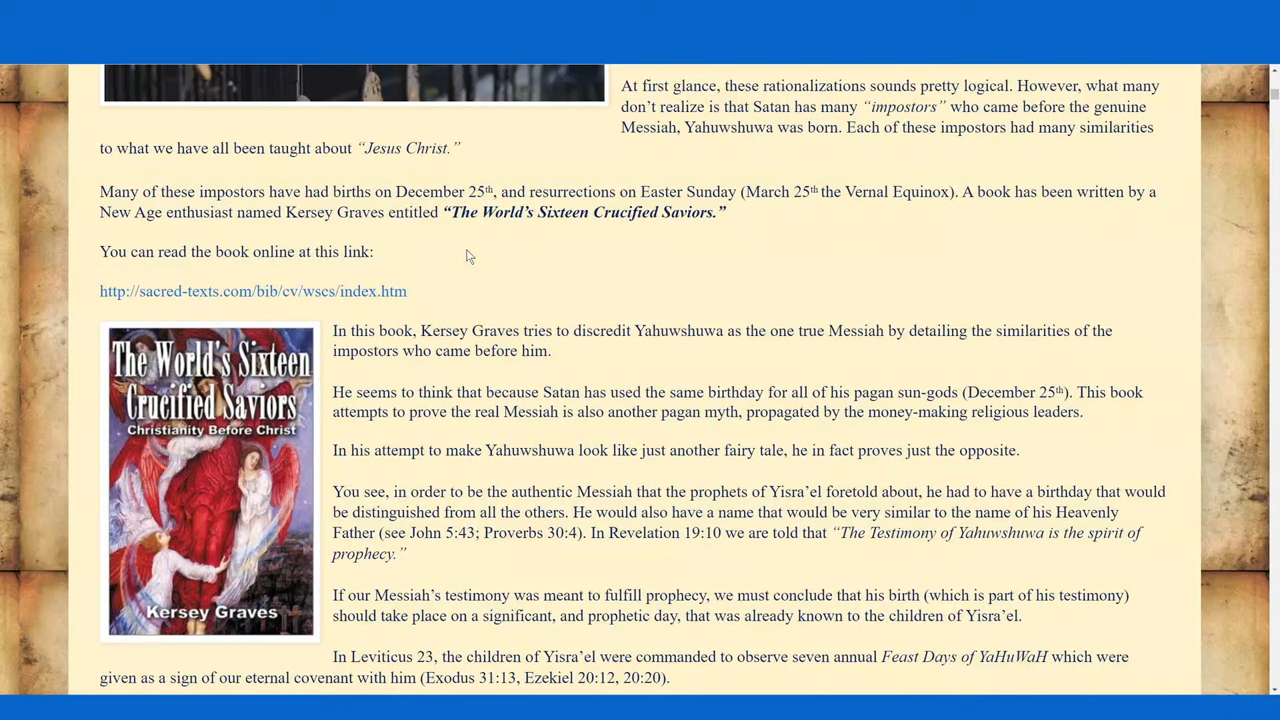 At first glance, these rationalizations sounds pretty logical. However, what many
don’t realize is that Satan has many “impostors” who came before the genuine
Messiah, Yahuwshuwa was born. Each of these impostors had many similarities
to what we have all been taught about “Jesus Christ.”
Many of these impostors have had births on December 25th, and resurrections on Easter Sunday (March 25th the Vernal Equinox). A book has been written by a
New Age enthusiast named Kersey Graves entitled “The World’s Sixteen Crucified Saviors.”
You can read the book online at this link:
http://sacred-texts.com/bib/cv/wscs/index.htm
The World's Sixteen
Crucified Saviors
Christianity Before Christ
Kersey Graves
In this book, Kersey Graves tries to discredit Yahuwshuwa as the one true Messiah by detailing the similarities of the
impostors who came before him.
He seems to think that because Satan has used the same birthday for all of his pagan sun-gods (December 25th). This book
attempts to prove the real Messiah is also another pagan myth, propagated by the money-making religious leaders.
In his attempt to make Yahuwshuwa look like just another fairy tale, he in fact proves just the opposite.
You see, in order to be the authentic Messiah that the prophets of Yisra’el foretold about, he had to have a birthday that would
be distinguished from all the others. He would also have a name that would be very similar to the name of his Heavenly
Father (see John 5:43; Proverbs 30:4). In Revelation 19:10 we are told that “The Testimony of Yahuwshuwa is the spirit of
prophecy.”
If our Messiah’s testimony was meant to fulfill prophecy, we must conclude that his birth (which is part of his testimony)
should take place on a significant, and prophetic day, that was already known to the children of Yisra’el.
In Leviticus 23, the children of Yisra’el were commanded to observe seven annual Feast Days of YaHuWaH which were
given as a sign of our eternal covenant with him (Exodus 31:13, Ezekiel 20:12, 20:20).